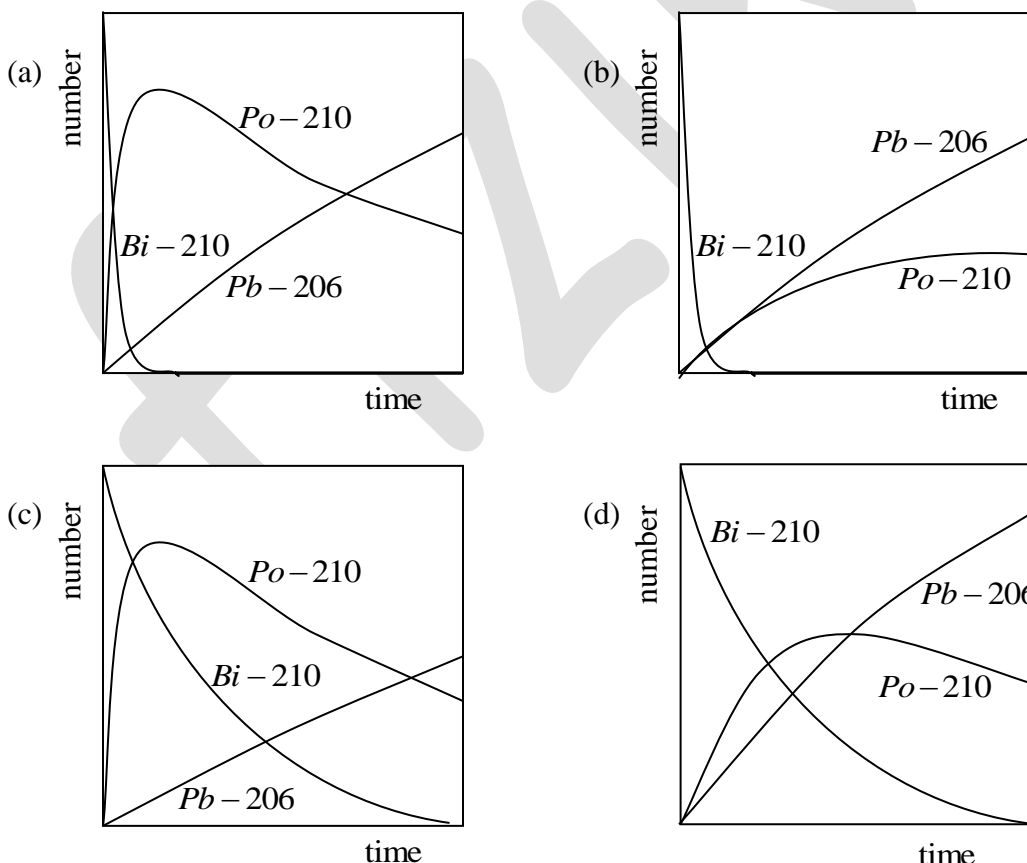 (a)
number
Po – 210
Bi – 210
Pb – 206
time
(b)
number
Pb – 206
Bi – 210
Po – 210
time
(c)
number
Po – 210
Bi – 210
Pb – 206
time
(d)
number
Bi – 210
Pb – 206
Po – 210
time